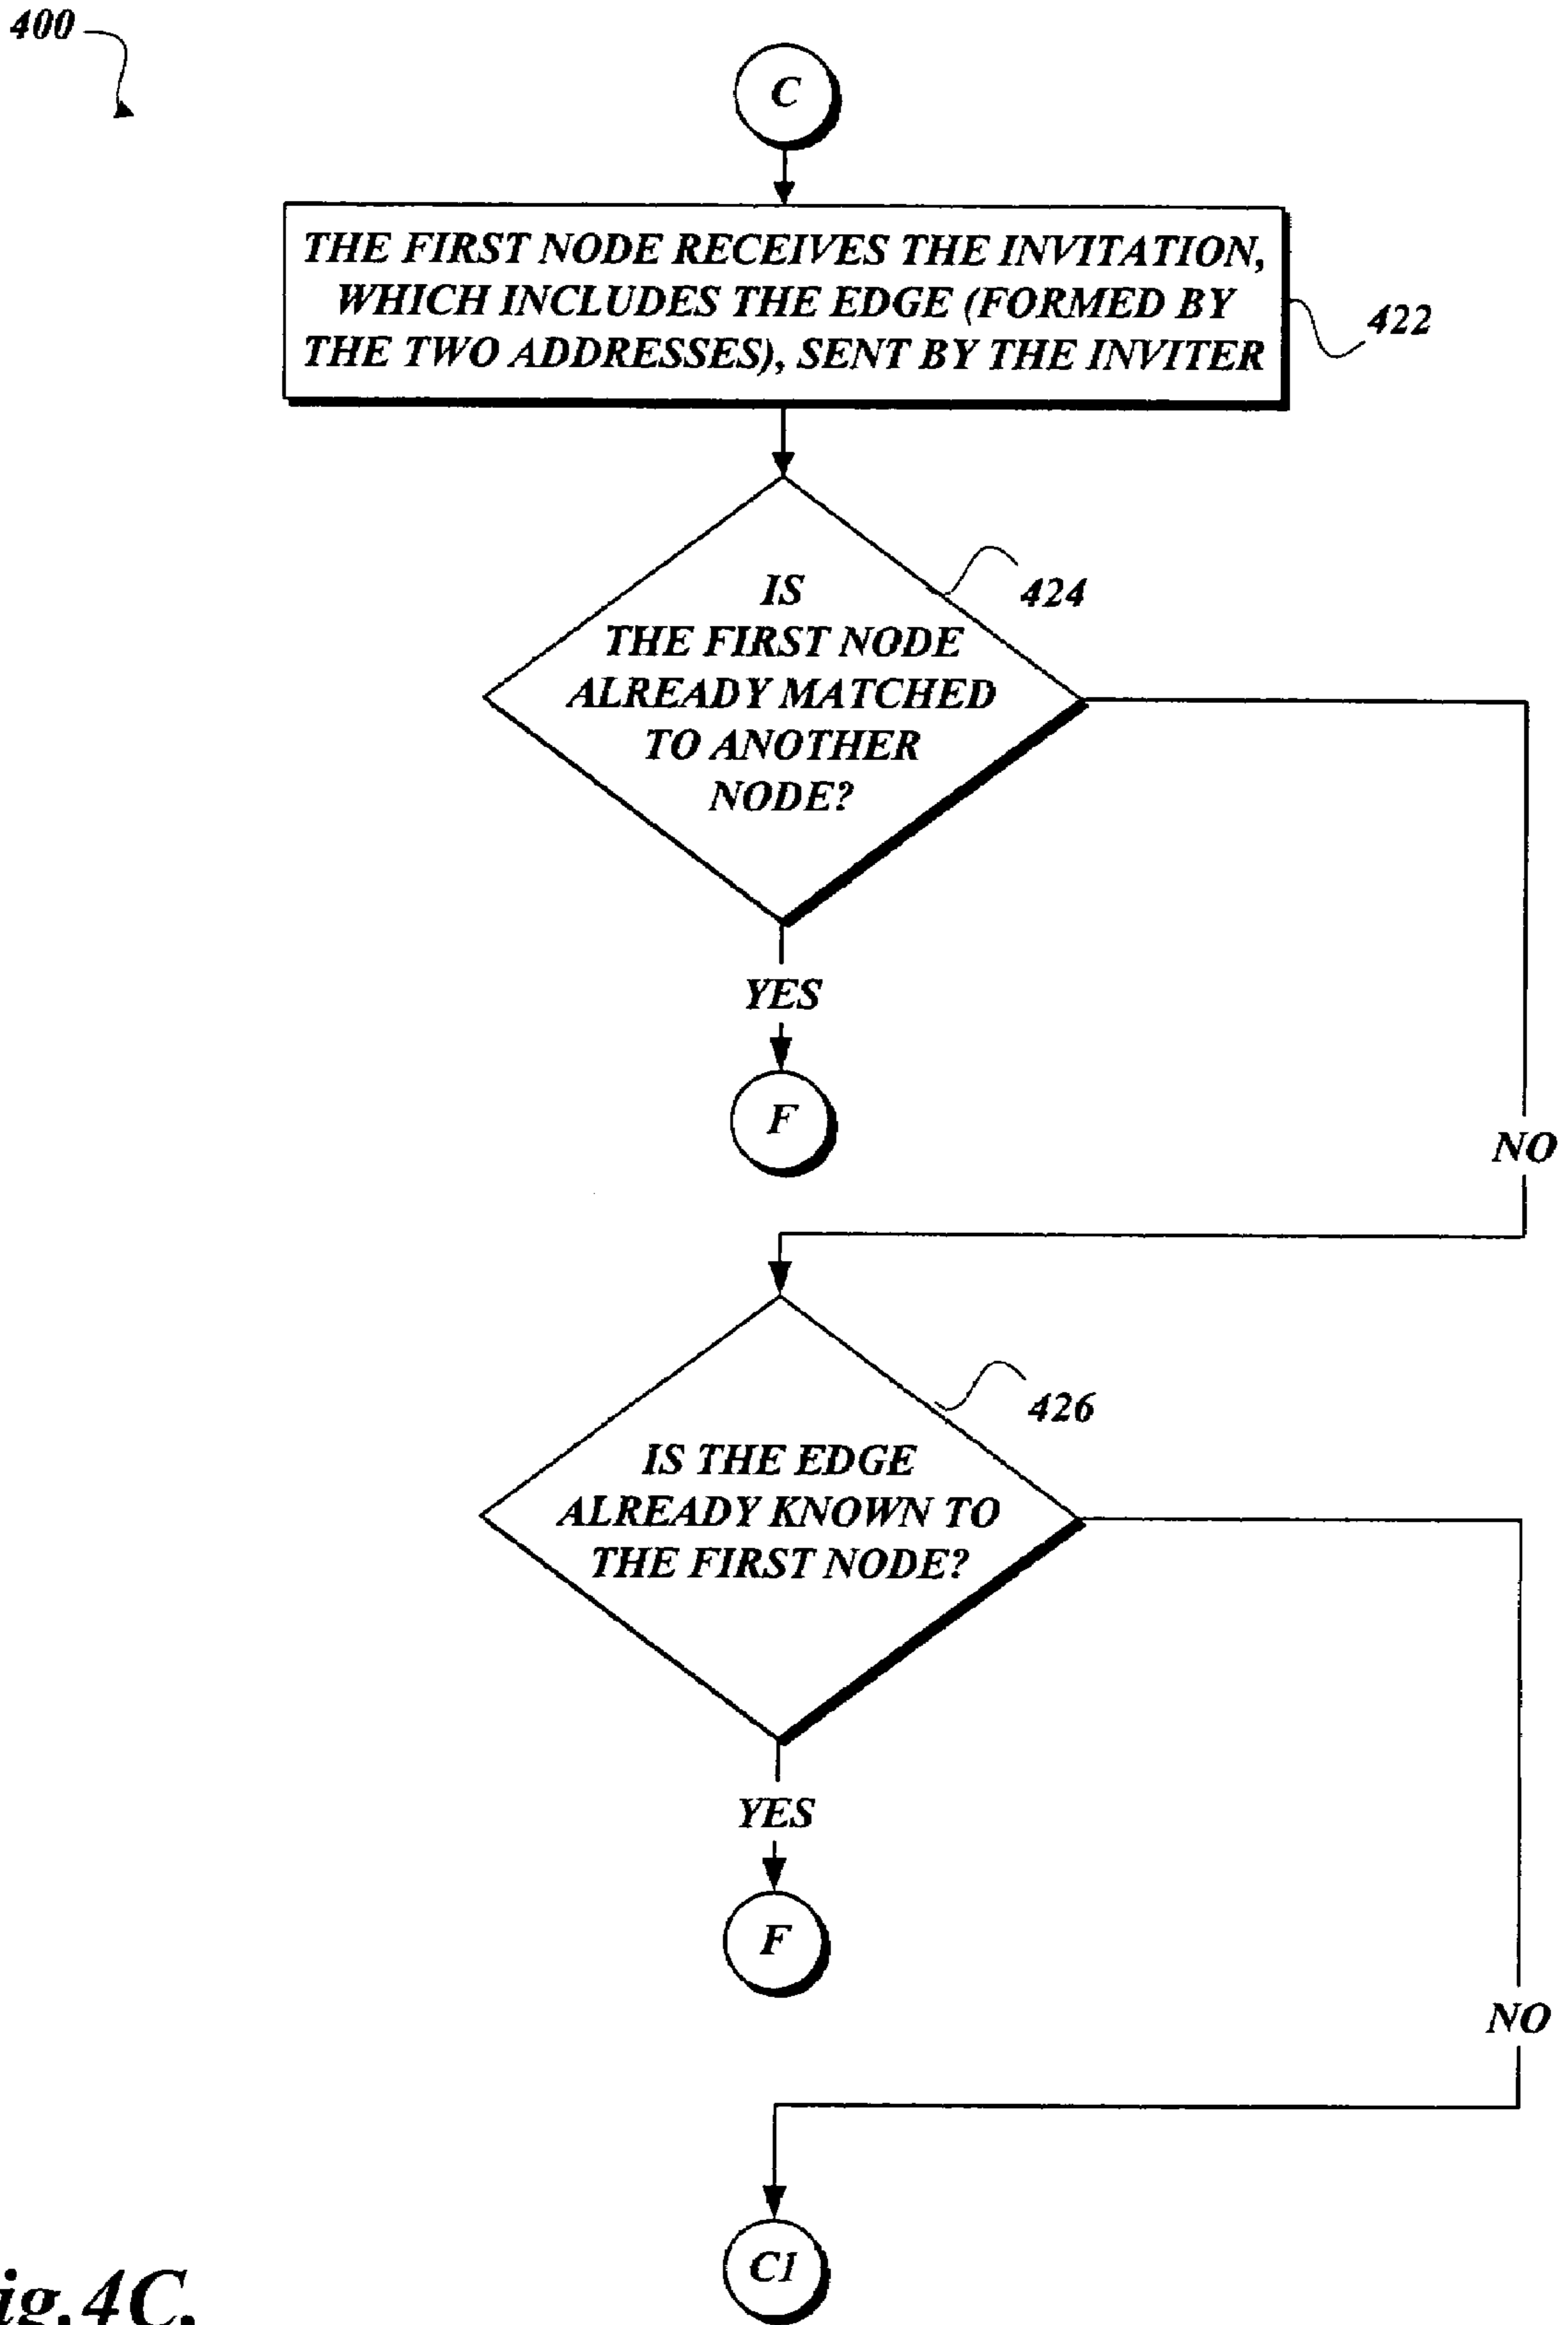 400
C
THE FIRST NODE RECEIVES THE INVITATION,
WHICH INCLUDES THE EDGE (FORMED BY
THE TWO ADDRESSES), SENT BY THE INVITER
422
IS
THE FIRST NODE
ALREADY MATCHED
TO ANOTHER
NODE?
424
YES
F
NO
426
IS THE EDGE
ALREADY KNOWN TO
THE FIRST NODE?
YES
F
NO
C1
ig.4C.